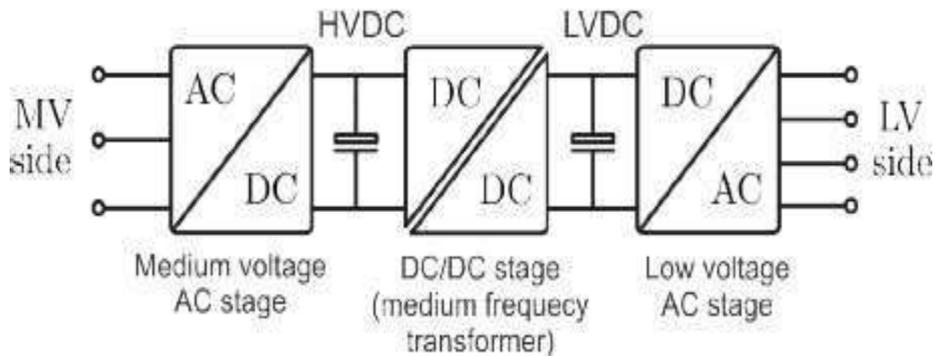 HVDC
LVDC
MV
side
AC
DC
DC
DC
DC
AC
LV
side
Medium voltage
AC stage
DC/DC stage
(medium frequecy
transformer)
Low voltage
AC stage